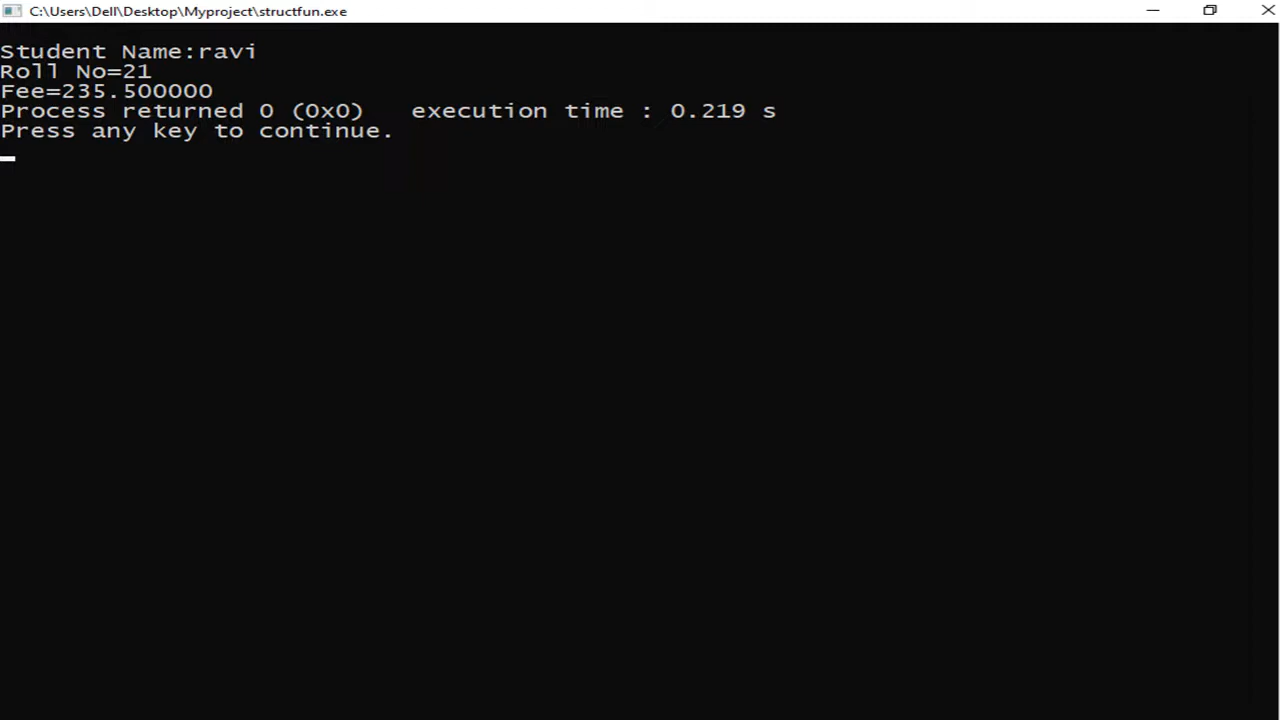 C:\Users\Dell\Desktop\Myproject\structfun.exe
Student Name:ravi
Roll No=21
Fee=235.500000
Process returned 0 (0x0)   execution time : 0.219 s
Press any key to continue.